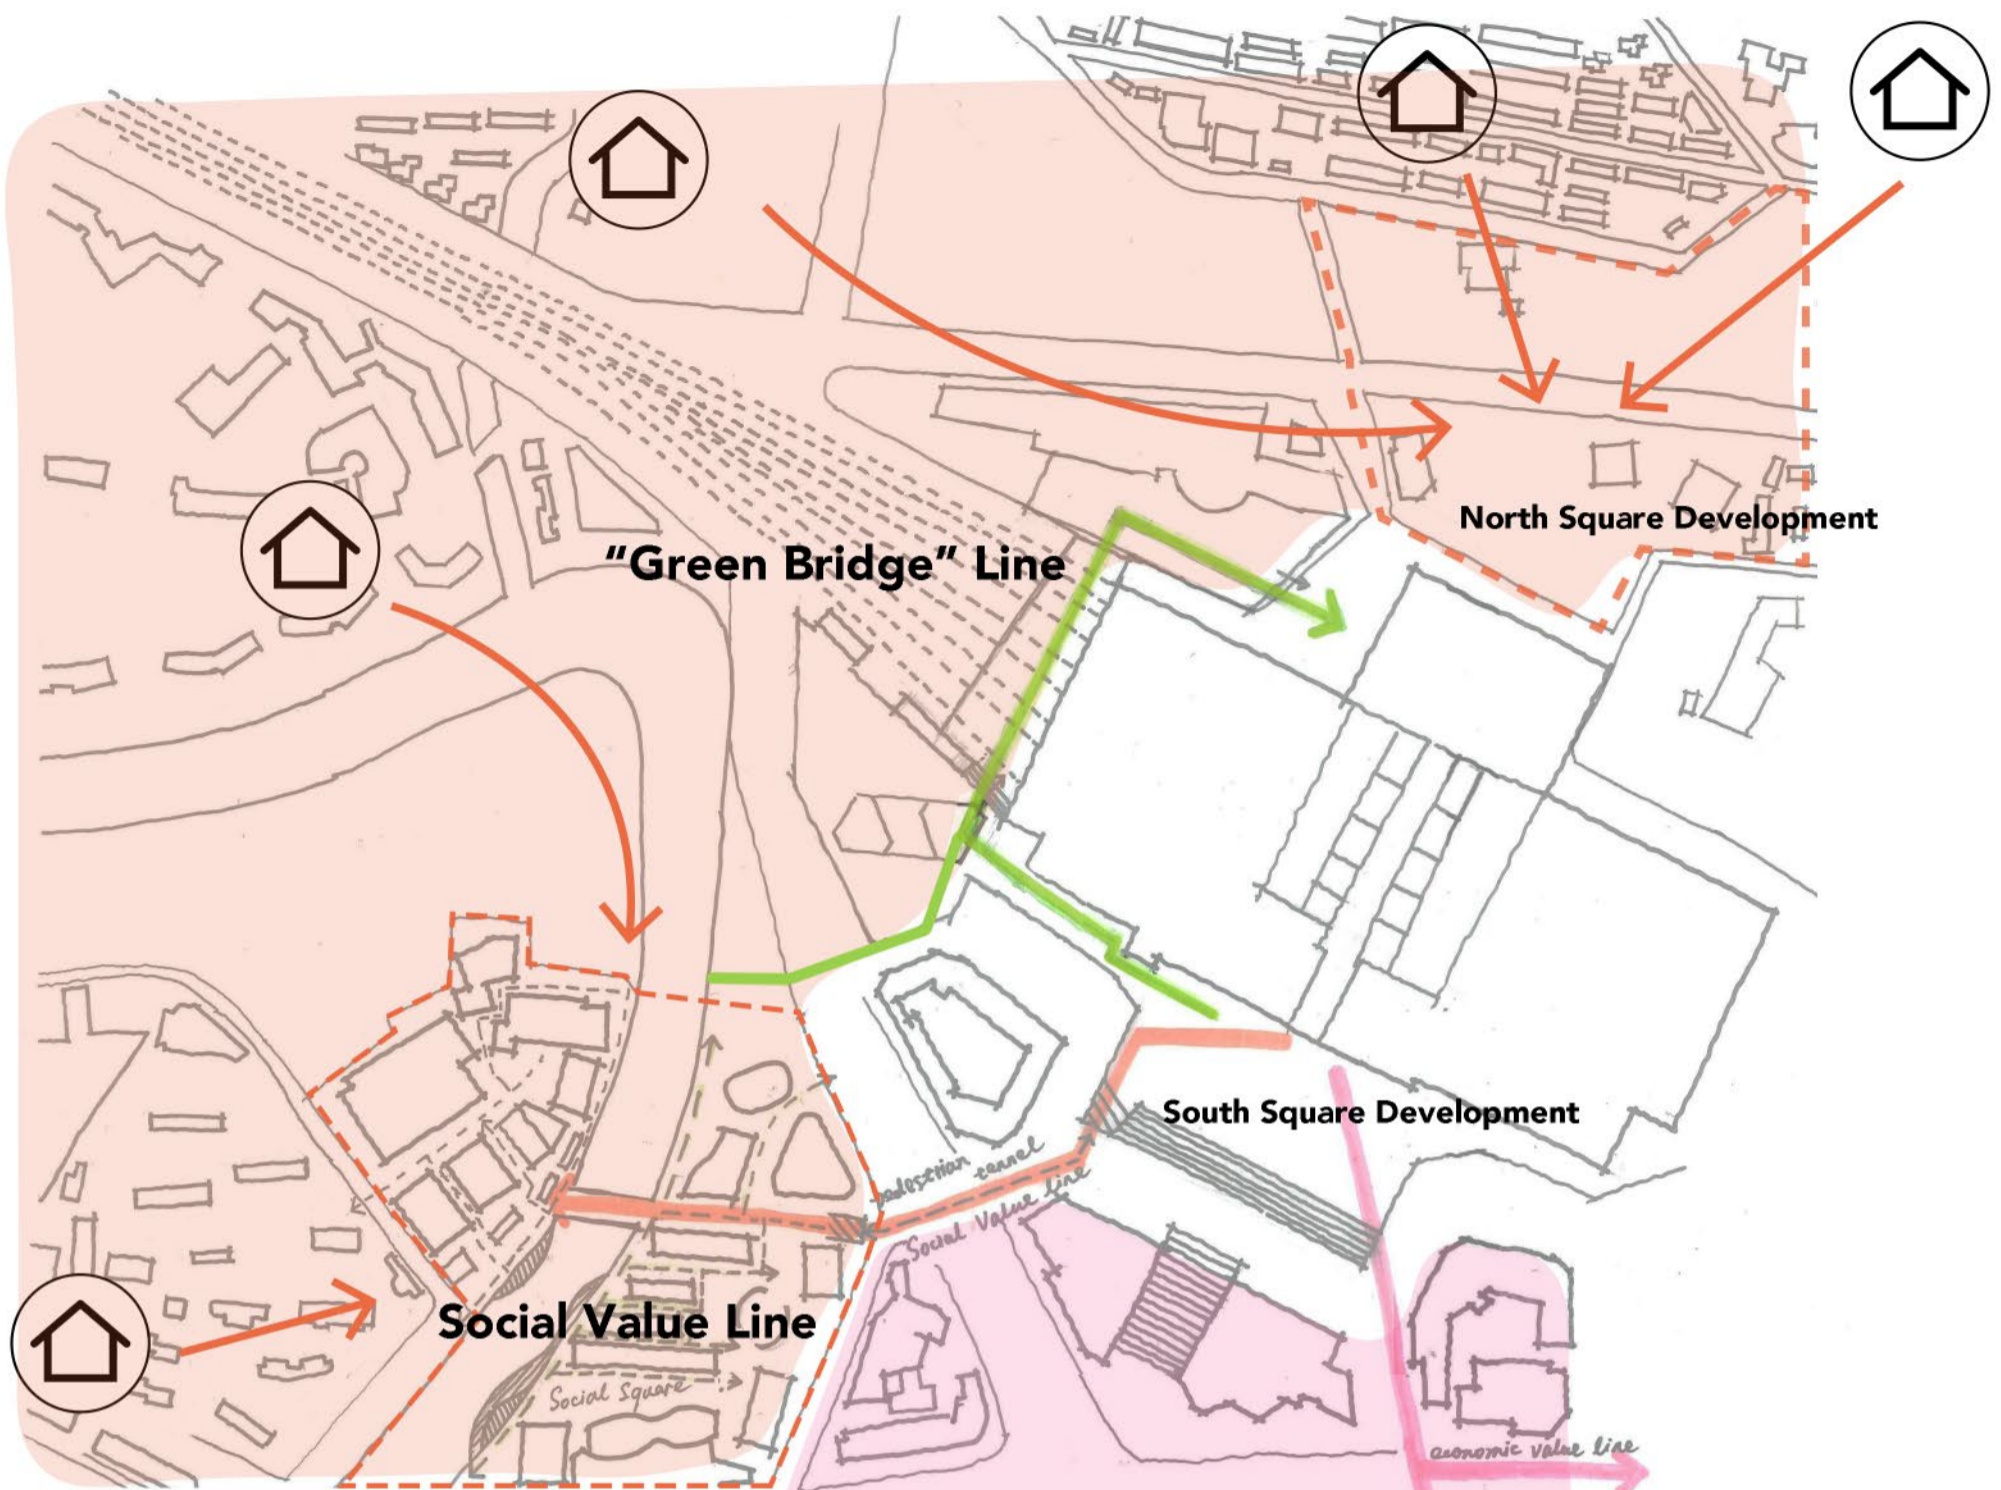 North Square Development
"Green Bridge" Line
South Square Development
pedestrian tennel
Social Value line
Social Value Line
Social Square
economic value line